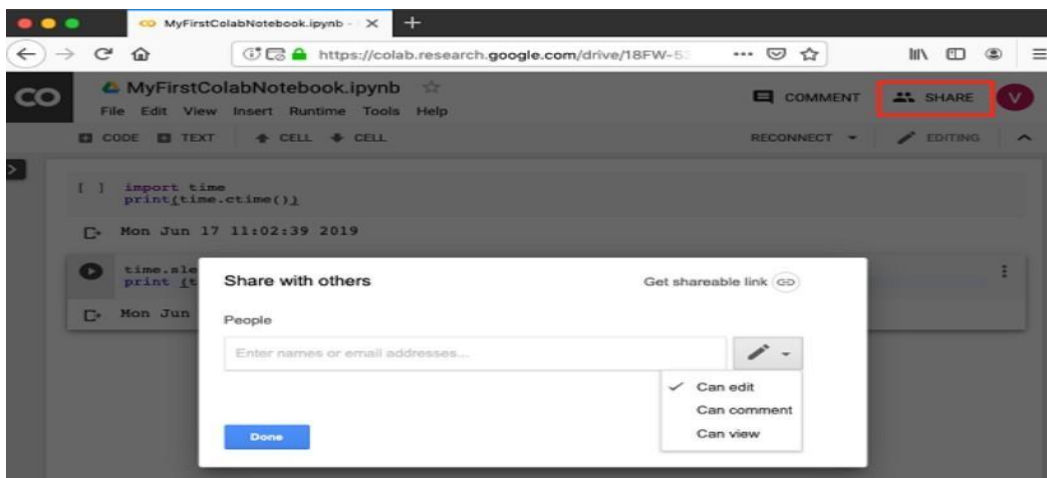 MyFirstColabNotebook.ipynb -
https://colab.research.google.com/drive/18FW-5
CO MyFirstColabNotebook.ipynb
COMMENT SHARE V
File Edit View Insert Runtime Tools Help
CODE TEXT CELL CELL RECONNECT EDITING
[ ] import time
print(time.ctime())
Mon Jun 17 11:02:39 2019
time.sle
print (t
Mon Jun
Share with others Get shareable link
People
Enter names or email addresses...
Can edit
Can comment
Can view
Done